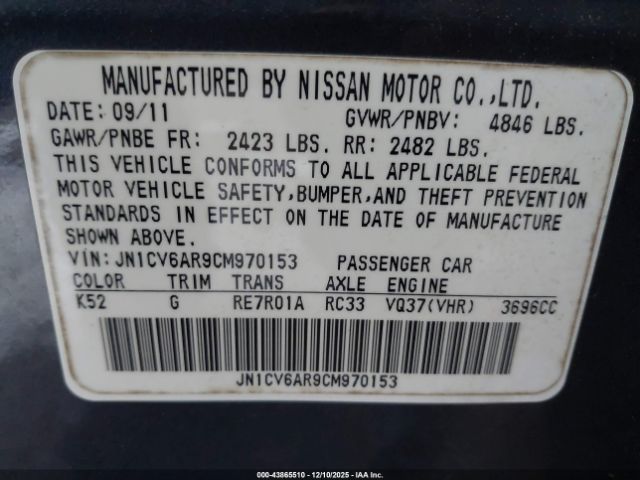 MANUFACTURED BY NISSAN MOTOR CO.,LTD.
DATE: 09/11 GVWR/PNBV: 4846 LBS.
GAWR/PNBE FR: 2423 LBS. RR: 2482 LBS.
THIS VEHICLE CONFORMS TO ALL APPLICABLE FEDERAL
MOTOR VEHICLE SAFETY,BUMPER,AND THEFT PREVENTION
STANDARDS IN EFFECT ON THE DATE OF MANUFACTURE
SHOWN ABOVE.
VIN:JN1CV6AR9CM970153 PASSENGER CAR
COLOR TRIM TRANS AXLE ENGINE
K52 G RE7R01A RC33 VQ37(VHR) 3696CC
JN1CV6AR9CM970153
000-43865510 - 12/10/2025 - IAA Inc.